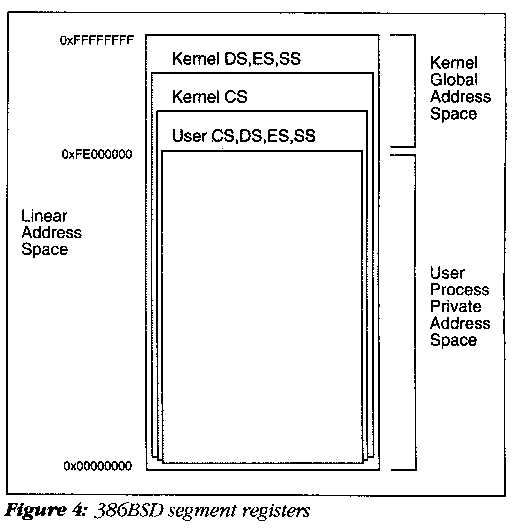 0xFFFFFFFF
Kernel DS,ES,SS
Kernel CS
User CS,DS,ES,SS
0xFE000000
Linear
Address
Space
0x00000000
Kernel
Global
Address
Space
User
Process
Private
Address
Space
Figure 4: 386BSD segment registers